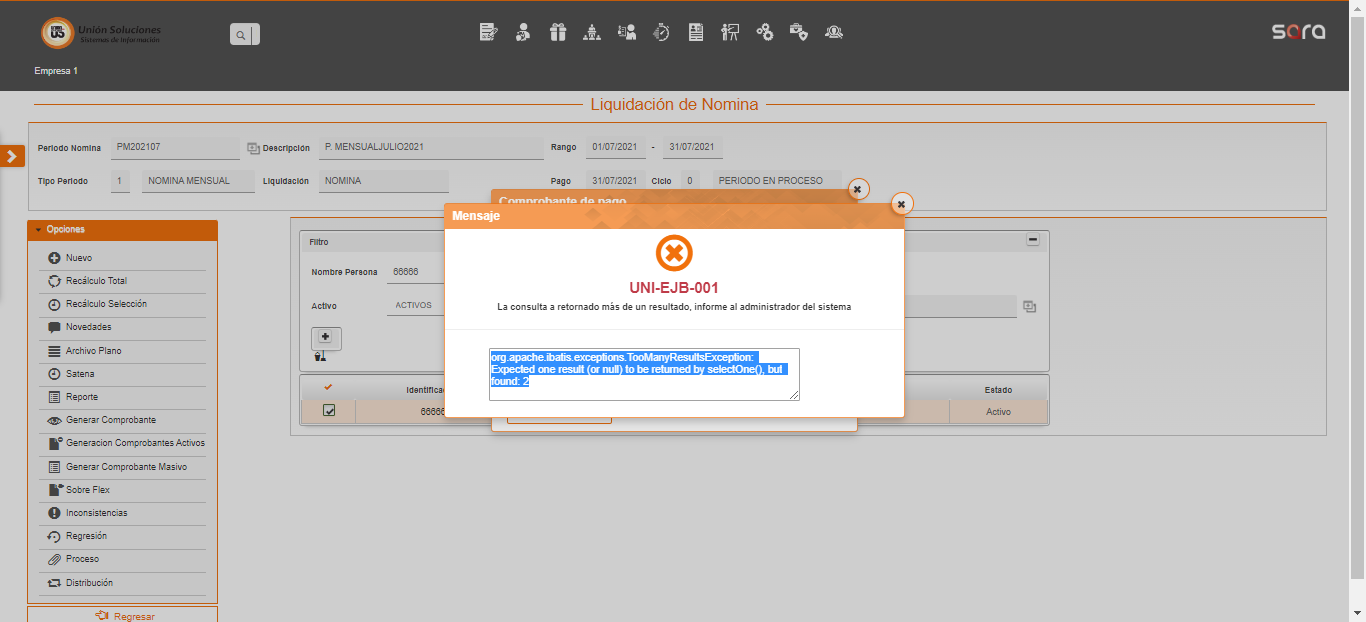 Unión Soluciones
Sistemas de Información
sora
Empresa 1
Liquidación de Nomina
Periodo Nomina PM202107 Descripción P. MENSUALJULIO2021 Rango 01/07/2021 - 31/07/2021
Tipo Periodo 1 NOMINA MENSUAL Liquidación NOMINA Pago 31/07/2021 Ciclo 0 PERIODO EN PROCESO
Comprobante de pago
Mensaje
UNI-EJB-001
La consulta a retornado más de un resultado, informe al administrador del sistema
org.apache.ibatis.exceptions.TooManyResultsException:
Expected one result (or null) to be returned by selectOne(), but
found: 2
Opciones
Nuevo
Recálculo Total
Recálculo Selección
Novedades
Archivo Plano
Satena
Reporte
Generar Comprobante
Generacion Comprobantes Activos
Generar Comprobante Masivo
Sobre Flex
Inconsistencias
Regresión
Proceso
Distribución
Regresar
Filtro
Nombre Persona 66666
Activo ACTIVOS
Identifica Estado
6666 Activo